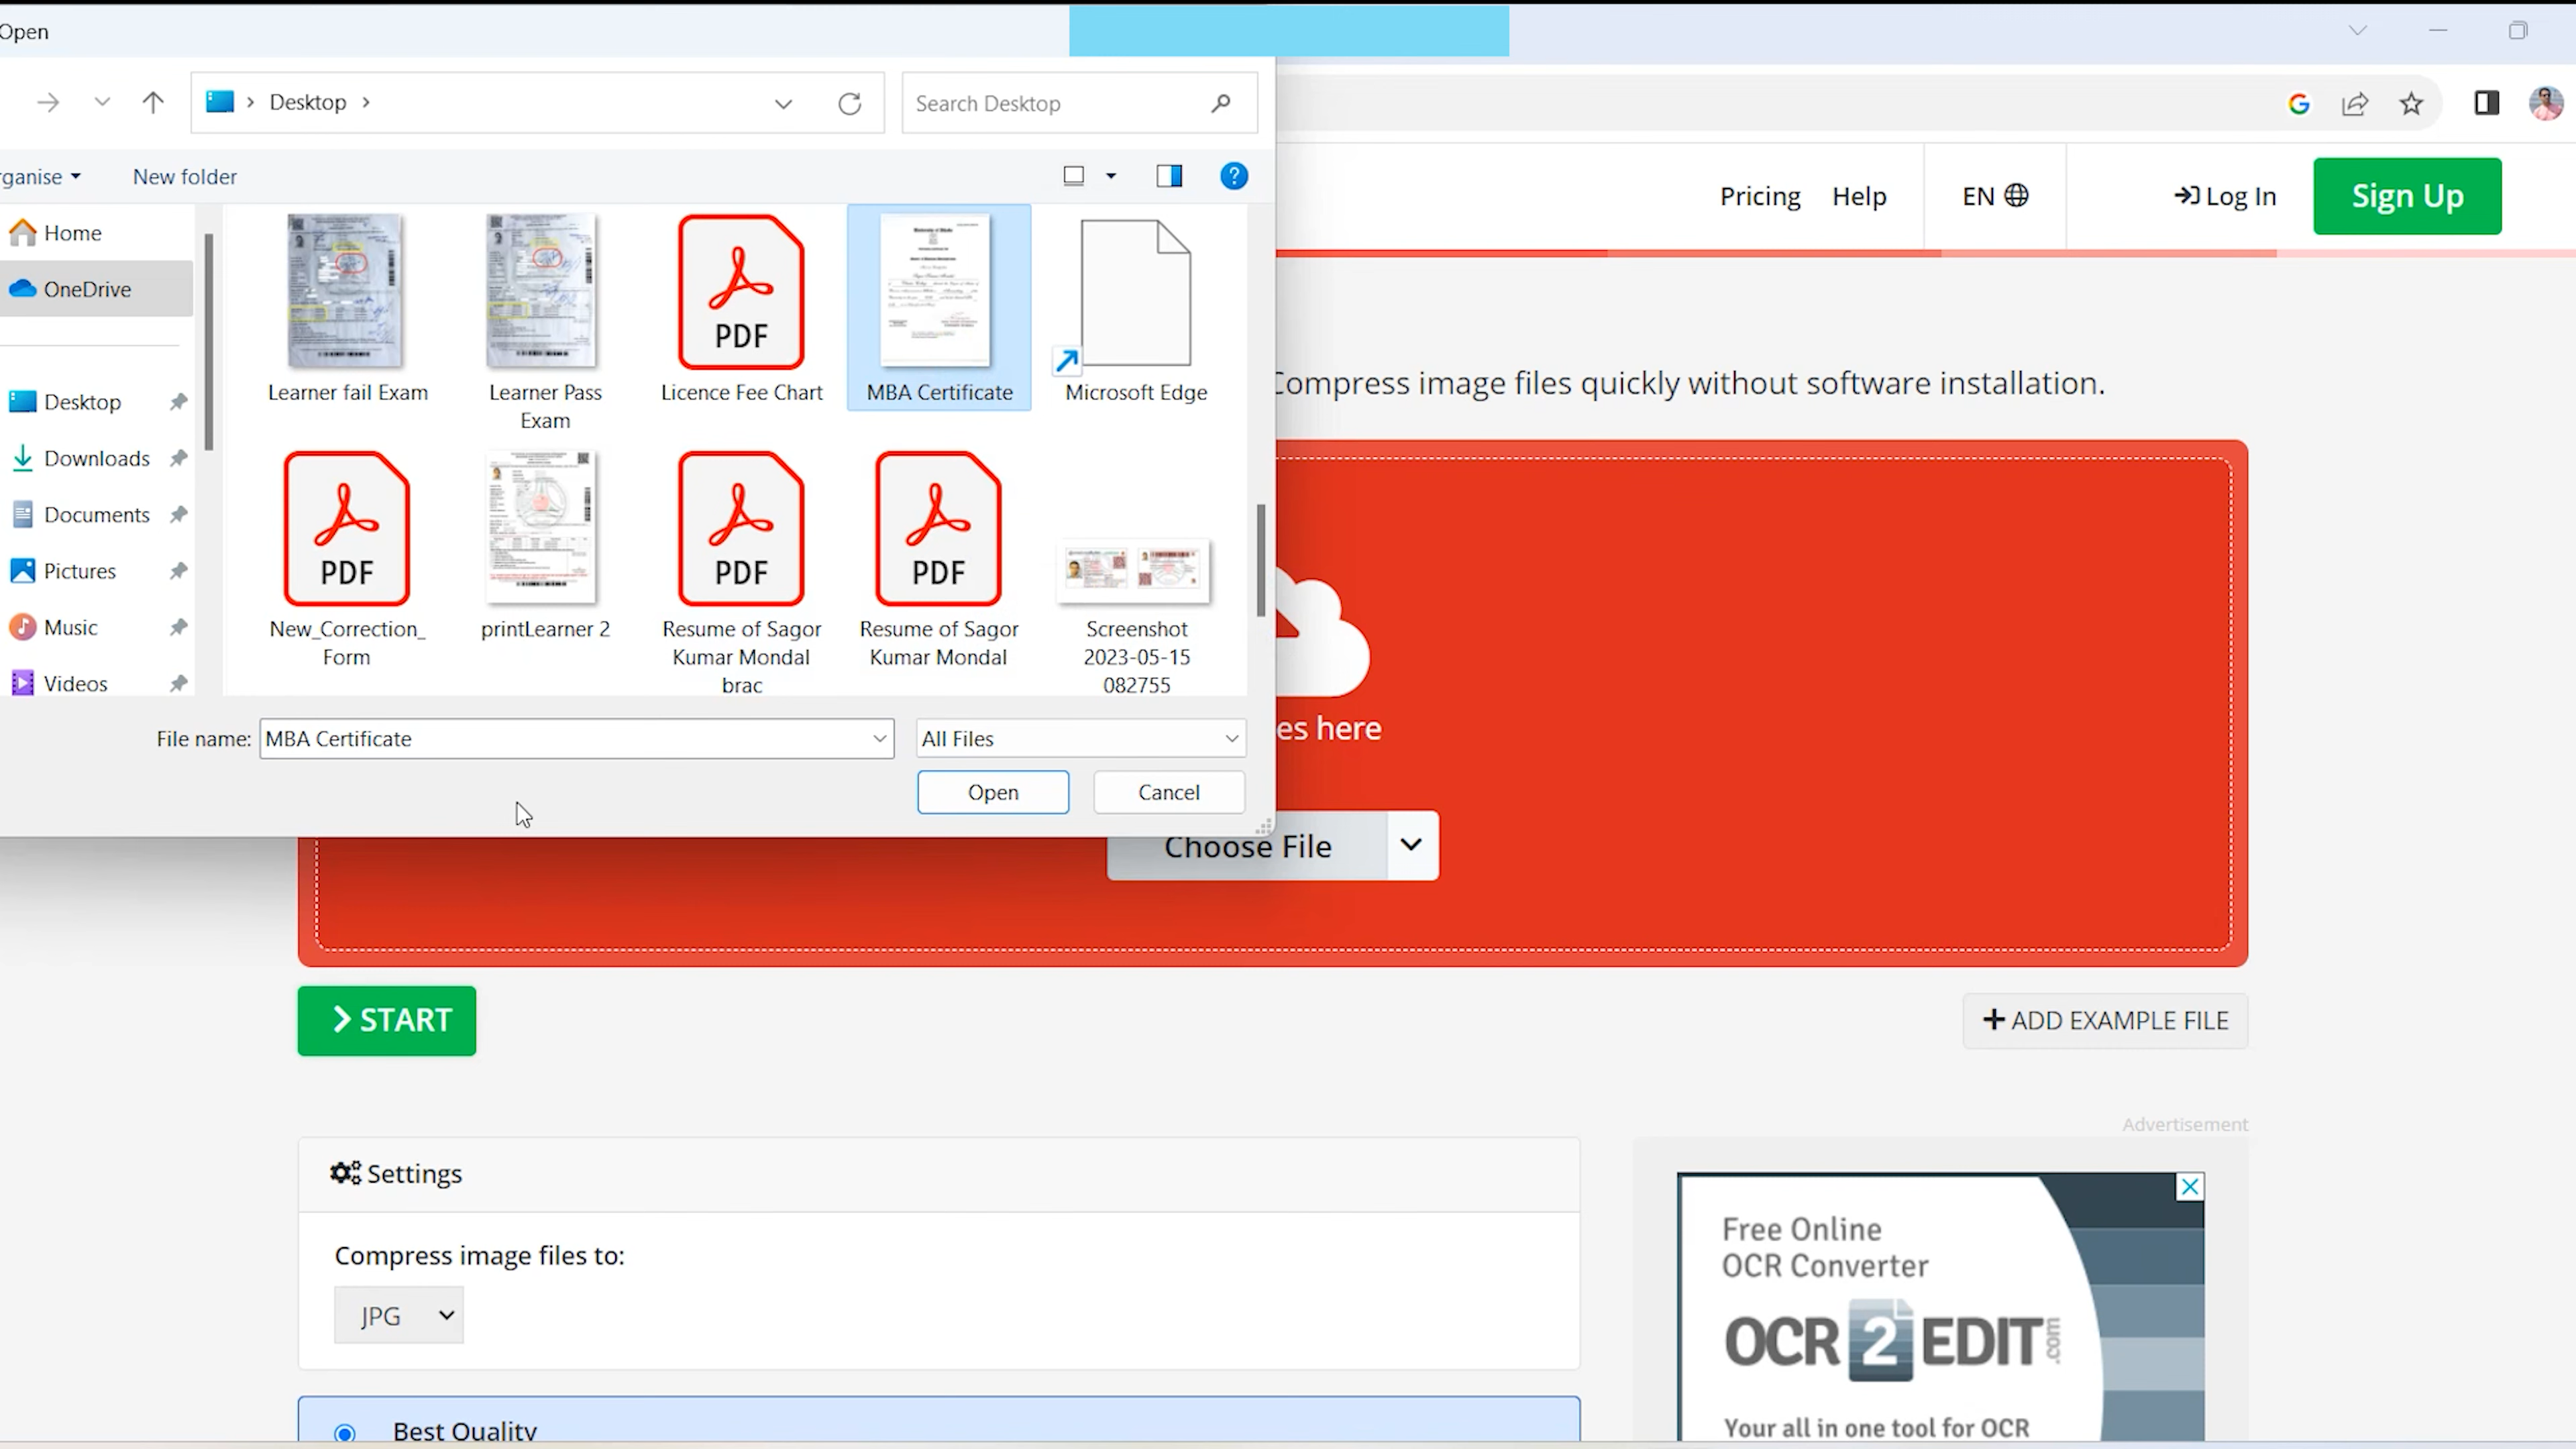 Open
Desktop
Search Desktop
rganise
New folder
Home
OneDrive
Desktop
Downloads
Documents
Pictures
Music
Videos
Learner fail Exam
Learner Pass
Exam
PDF
Licence Fee Chart
MBA Certificate
Microsoft Edge
PDF
New_Correction_
Form
printLearner 2
PDF
Resume of Sagor
Kumar Mondal
brac
PDF
Resume of Sagor
Kumar Mondal
Screenshot
2023-05-15
082755
File name: MBA Certificate
All Files
Open
Cancel
Pricing Help EN Log In Sign Up
Compress image files quickly without software installation.
es here
Choose File
START
+ ADD EXAMPLE FILE
Advertisement
Settings
Compress image files to:
JPG
Best Quality
Free Online
OCR Converter
OCR 2 EDIT.com
Your all in one tool for OCR